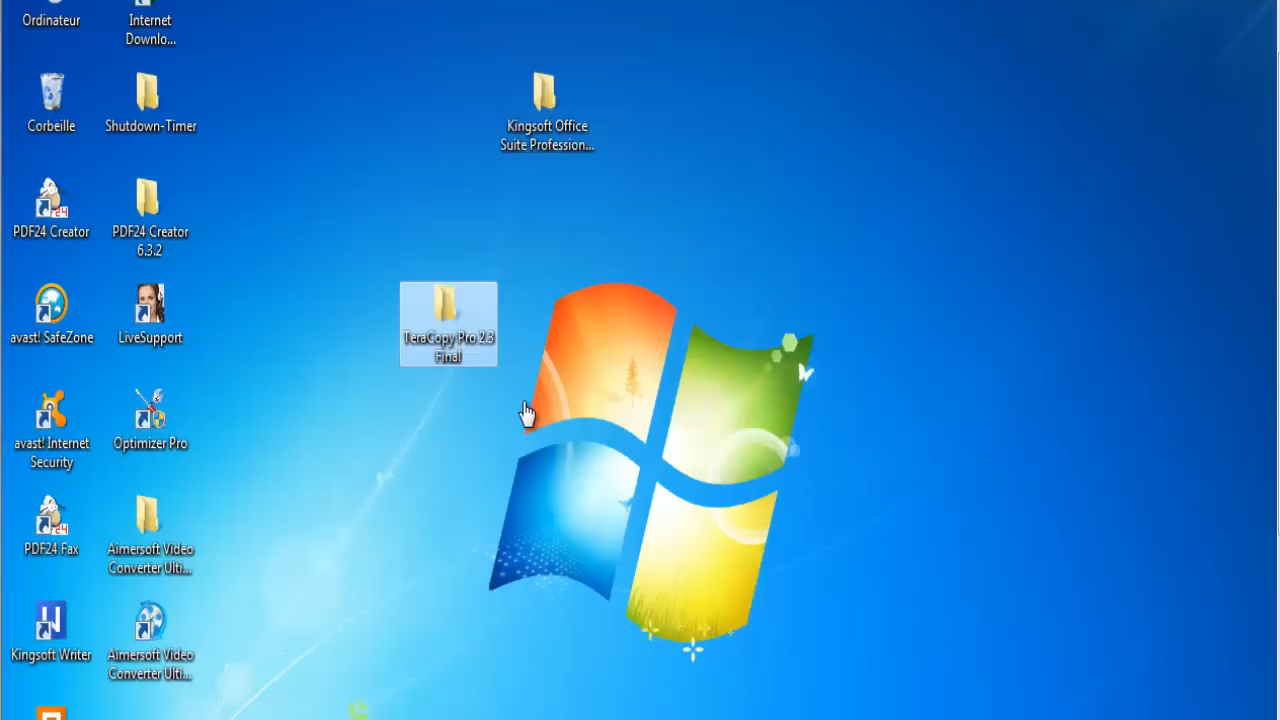 Ordinateur
Internet
Downlo...
Corbeille
Shutdown-Timer
Kingsoft Office
Suite Profession...
PDF24 Creator
PDF24 Creator
6.3.2
avast! SafeZone
LiveSupport
TeraCopy Pro 2.3
Final
avast! Internet
Security
Optimizer Pro
PDF24 Fax
Aimersoft Video
Converter Ulti...
Kingsoft Writer
Aimersoft Video
Converter Ulti...